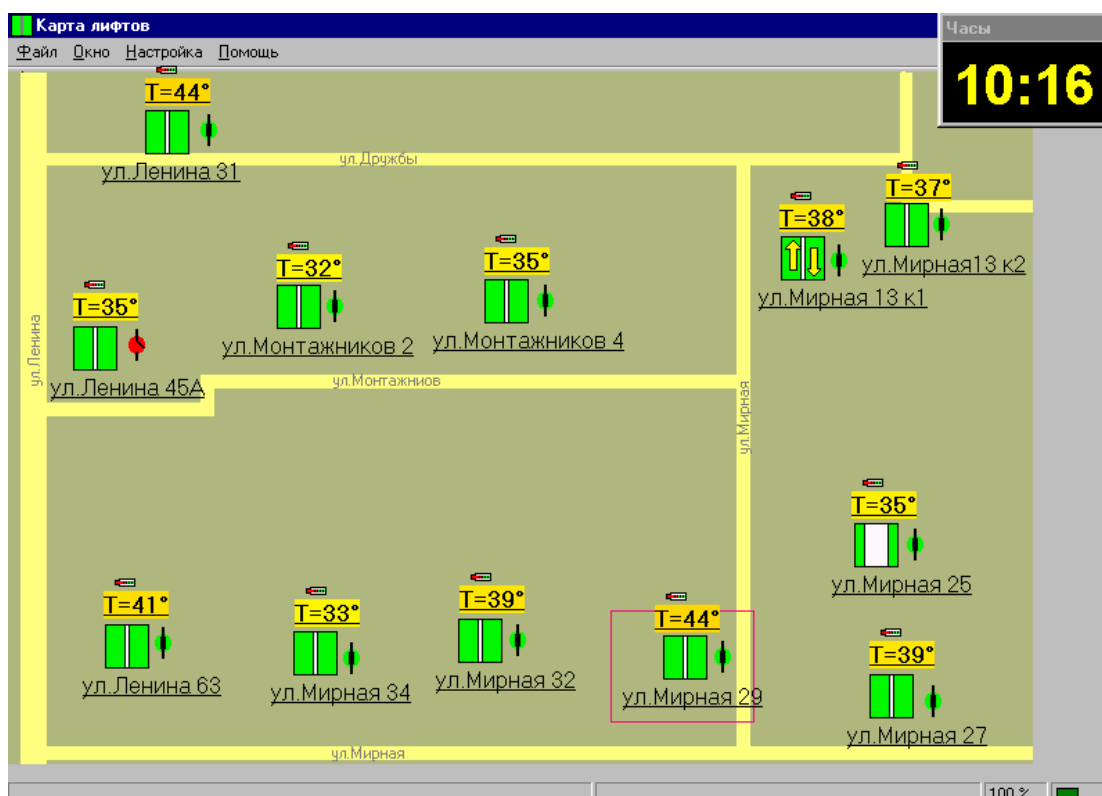 Карта лифтов
Часы
Файл Окно Настройка Помощь
10:16
T=44°
ул.Ленина 31
ул.Дружбы
T=37°
ул.Мирная13 к2
T=38°
ул.Мирная 13 к1
T=32°
ул.Монтажников 2
T=35°
ул.Монтажников 4
T=35°
ул.Ленина 45А
ул.Ленина
ул.Монтажниов
ул.Мирная
T=35°
ул.Мирная 25
T=41°
ул.Ленина 63
T=33°
ул.Мирная 34
T=39°
ул.Мирная 32
T=44°
ул.Мирная 29
T=39°
ул.Мирная 27
ул.Мирная
100 %